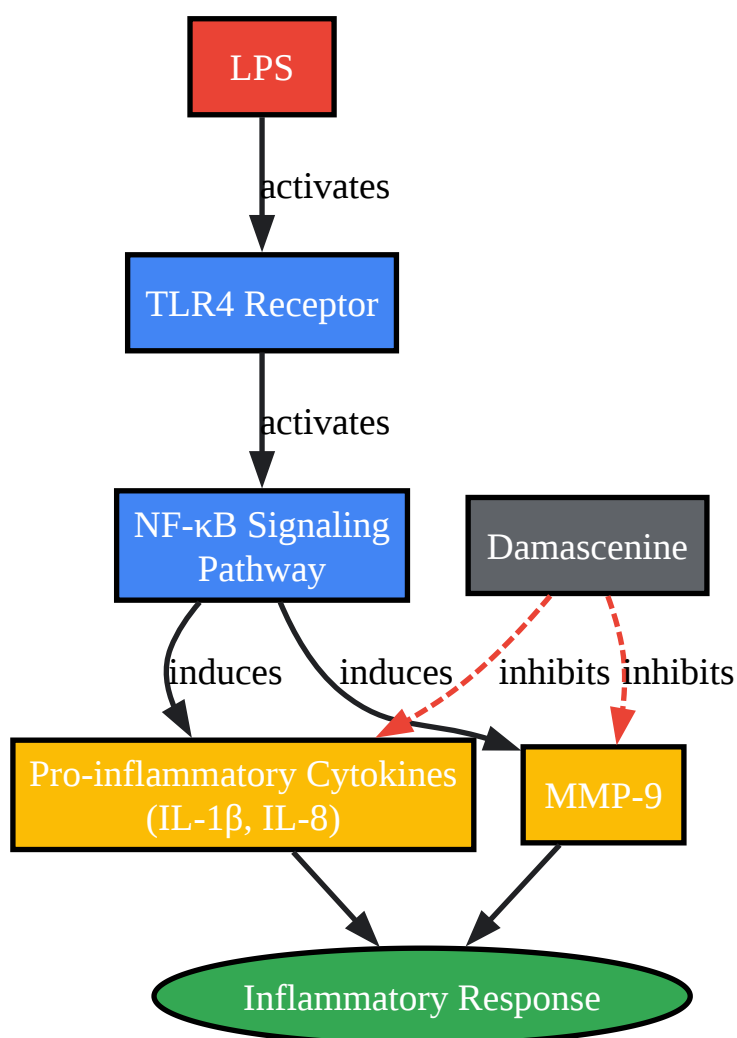 LPS
activates
TLR4 Receptor
activates
NF-κB Signaling
Pathway
Damascenine
induces
induces
inhibits
inhibits
Pro-inflammatory Cytokines
(IL-1β, IL-8)
MMP-9
Inflammatory Response